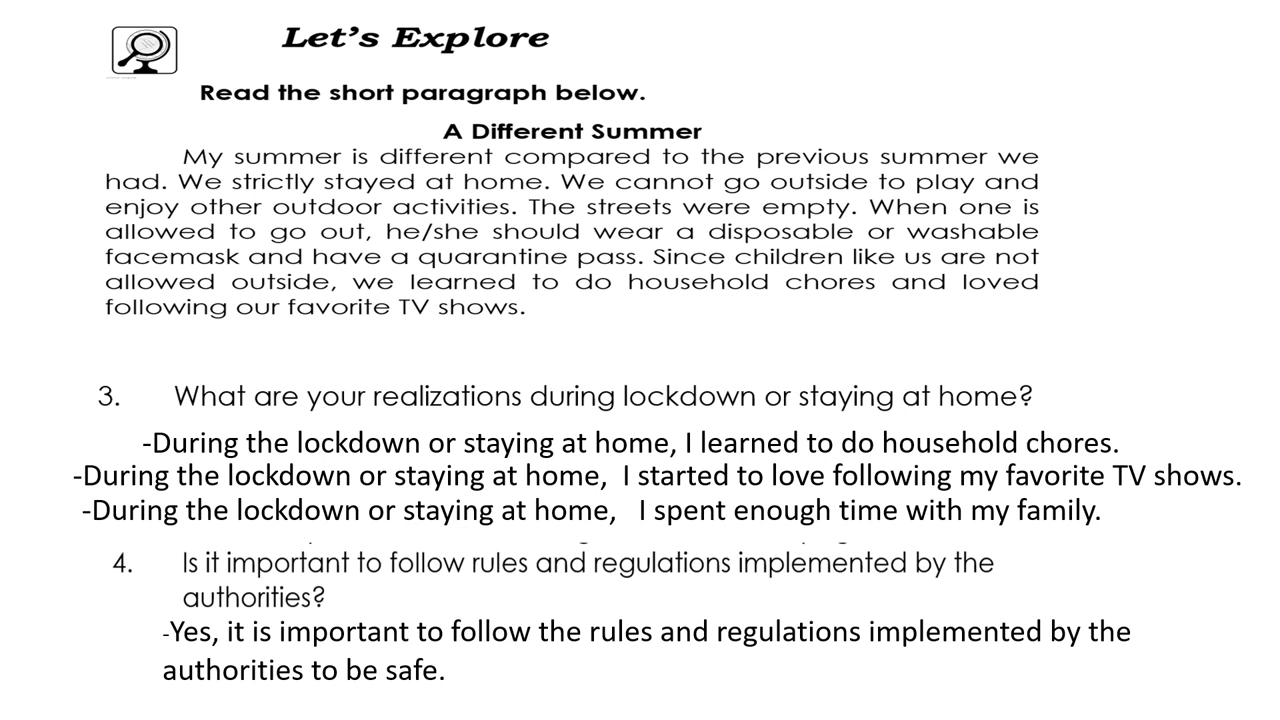 Let's Explore
Read the short paragraph below.
A Different Summer
My summer is different compared to the previous summer we
had. We strictly stayed at home. We cannot go outside to play and
enjoy other outdoor activities. The streets were empty. When one is
allowed to go out, he/she should wear a disposable or washable
facemask and have a quarantine pass. Since children like us are not
allowed outside, we learned to do household chores and loved
following our favorite TV shows.
3. What are your realizations during lockdown or staying at home?
-During the lockdown or staying at home, I learned to do household chores.
-During the lockdown or staying at home, I started to love following my favorite TV shows.
-During the lockdown or staying at home, I spent enough time with my family.
4. Is it important to follow rules and regulations implemented by the
authorities?
-Yes, it is important to follow the rules and regulations implemented by the
authorities to be safe.